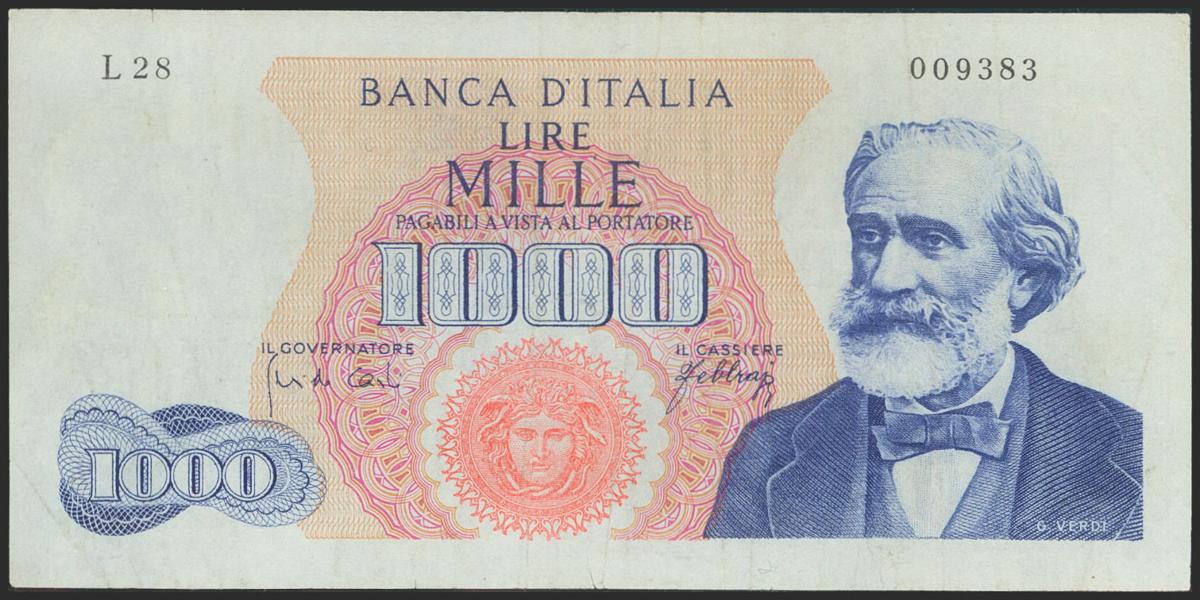 L 28
009383
BANCA D'ITALIA
LIRE
MILLE
PAGABILI A VISTA AL PORTATORE
1000
IL GOVERNATORE
IL CASSIERE
1000
G. VERDI